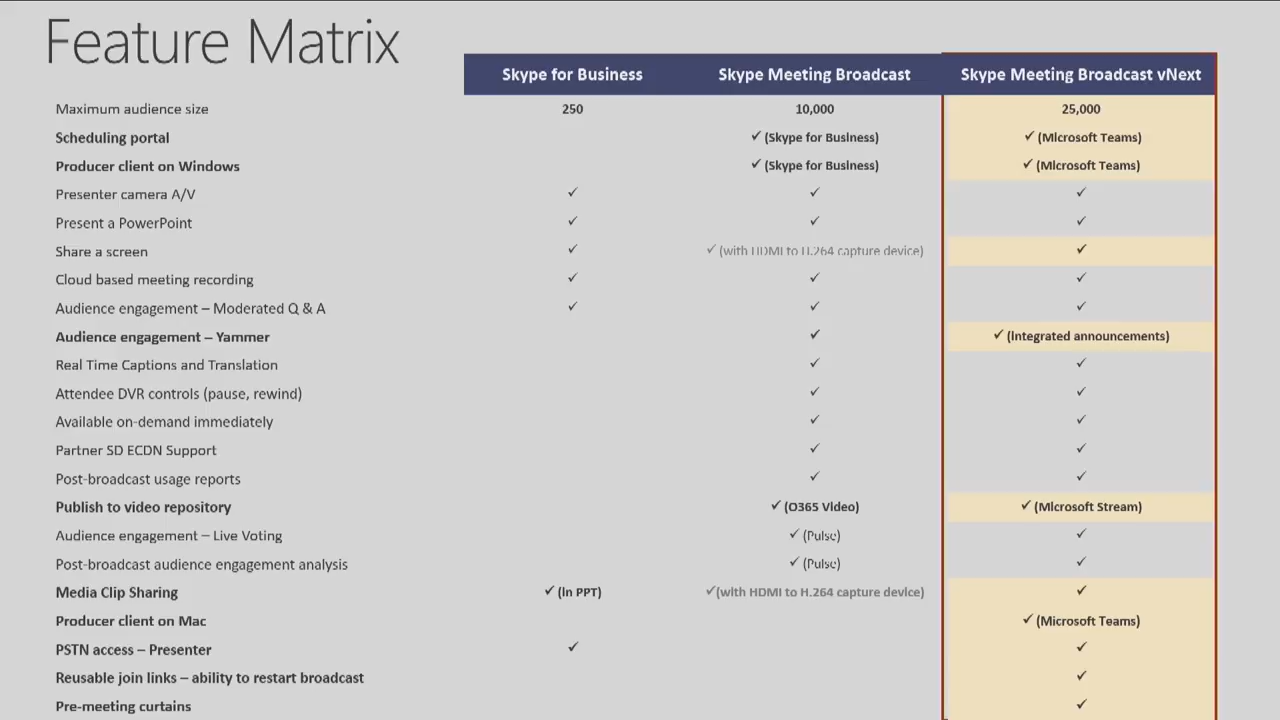 Feature Matrix
Skype for Business Skype Meeting Broadcast Skype Meeting Broadcast vNext
Maximum audience size 250 10,000 25,000
Scheduling portal ✓ (Skype for Business) ✓ (Microsoft Teams)
Producer client on Windows ✓ (Skype for Business) ✓ (Microsoft Teams)
Presenter camera A/V ✓ ✓ ✓
Present a PowerPoint ✓ ✓ ✓
Share a screen ✓ ✓ (with HDMI to H.264 capture device) ✓
Cloud based meeting recording ✓ ✓ ✓
Audience engagement – Moderated Q & A ✓ ✓ ✓
Audience engagement – Yammer ✓ ✓ (Integrated announcements)
Real Time Captions and Translation ✓ ✓
Attendee DVR controls (pause, rewind) ✓ ✓
Available on-demand immediately ✓ ✓
Partner SD ECDN Support ✓ ✓
Post-broadcast usage reports ✓ ✓
Publish to video repository ✓ (O365 Video) ✓ (Microsoft Stream)
Audience engagement – Live Voting ✓ (Pulse) ✓
Post-broadcast audience engagement analysis ✓ (Pulse) ✓
Media Clip Sharing ✓ (In PPT) ✓(with HDMI to H.264 capture device) ✓
Producer client on Mac ✓ (Microsoft Teams)
PSTN access – Presenter ✓ ✓
Reusable join links – ability to restart broadcast ✓
Pre-meeting curtains ✓